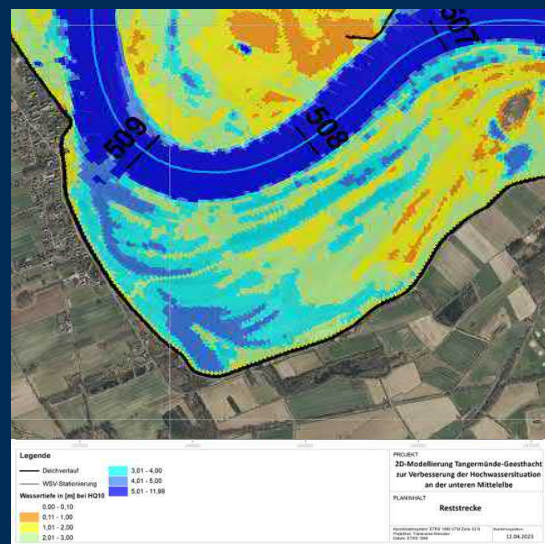 507
508
509
Legende
Deichverlauf
WSV-Stationierung
Wassertiefe in [m] bei HQ10
0,00 - 0,10
0,11 - 1,00
1,01 - 2,00
2,01 - 3,00
3,01 - 4,00
4,01 - 5,00
5,01 - 11,99
PROJEKT
2D-Modellierung Tangermünde-Geesthacht
zur Verbesserung der Hochwassersituation
an der unteren Mittelelbe
PLANINHALT
Reststrecke
12.04.2023